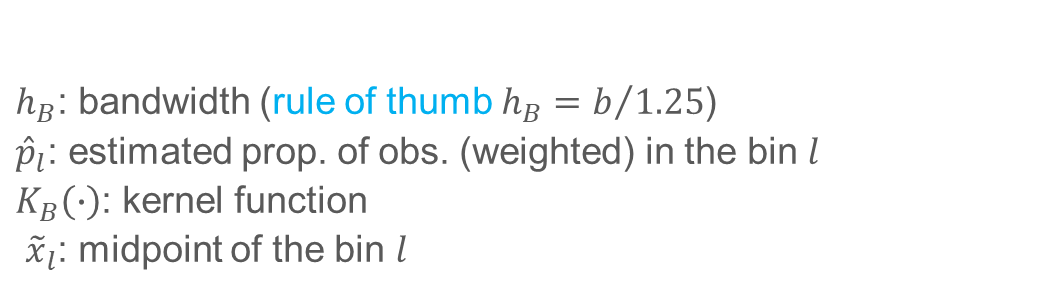 h_B: bandwidth (rule of thumb h_B = b/1.25)
p̂_l: estimated prop. of obs. (weighted) in the bin l
K_B(·): kernel function
x̃_l: midpoint of the bin l